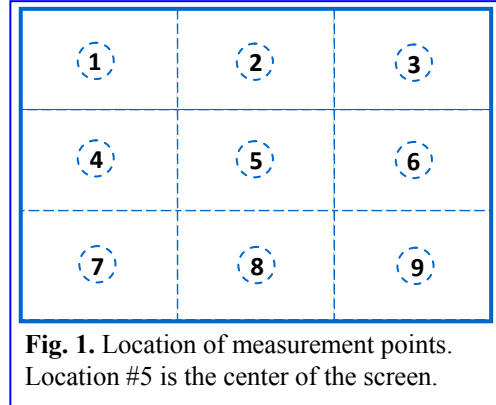 1 2 3
4 5 6
7 8 9
Fig. 1. Location of measurement points.
Location #5 is the center of the screen.